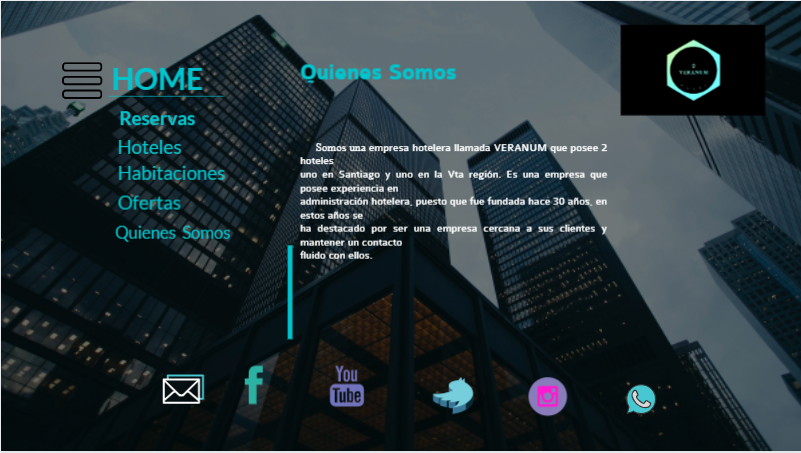 HOME
Reservas
Hoteles
Habitaciones
Ofertas
Quienes Somos
Quienes Somos
Somos una empresa hotelera llamada VERANUM que posee 2
hoteles
uno en Santiago y uno en la Vta región. Es una empresa que
posee experiencia en
administración hotelera, puesto que fue fundada hace 30 años, en
estos años se
ha destacado por ser una empresa cercana a sus clientes y
mantener un contacto
fluido con ellos.
VERANUM
You
Tube